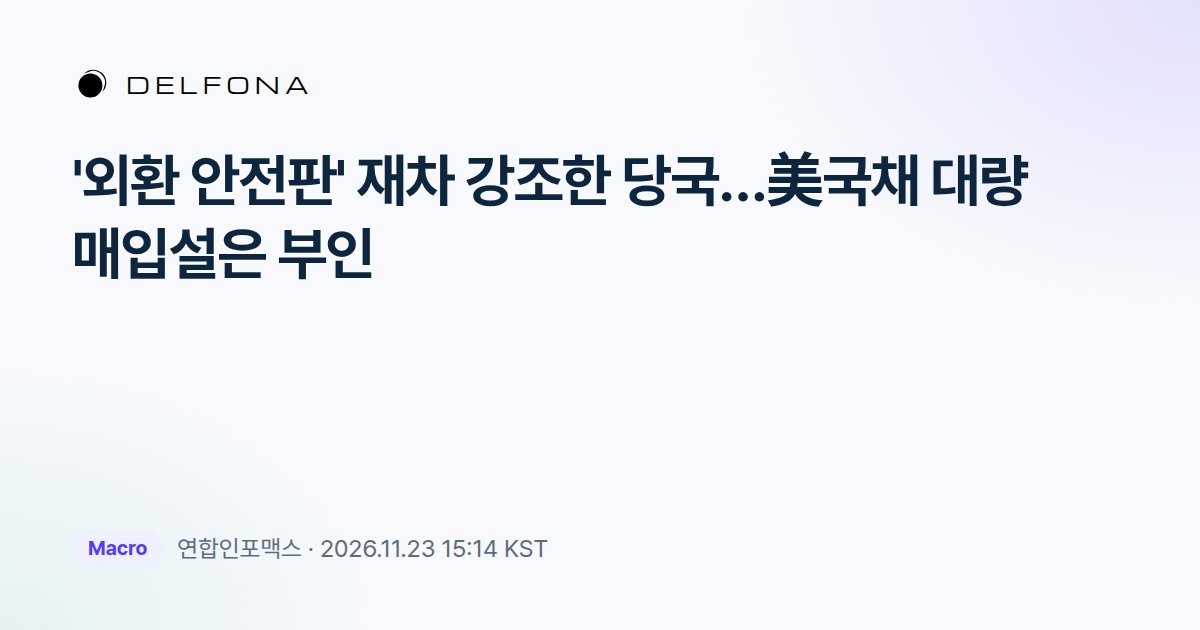 DELFONA
'외환 안전판' 재차 강조한 당국…美국채 대량
매입설은 부인
Macro 연합인포맥스 · 2026.11.23 15:14 KST